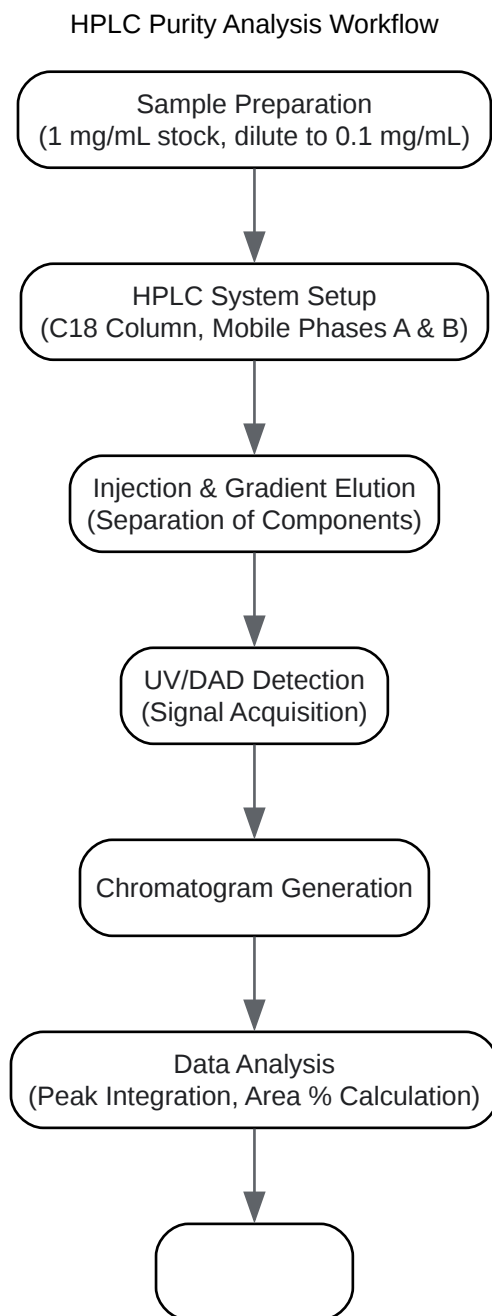 HPLC Purity Analysis Workflow
Sample Preparation
(1 mg/mL stock, dilute to 0.1 mg/mL)
HPLC System Setup
(C18 Column, Mobile Phases A & B)
Injection & Gradient Elution
(Separation of Components)
UV/DAD Detection
(Signal Acquisition)
Chromatogram Generation
Data Analysis
(Peak Integration, Area % Calculation)